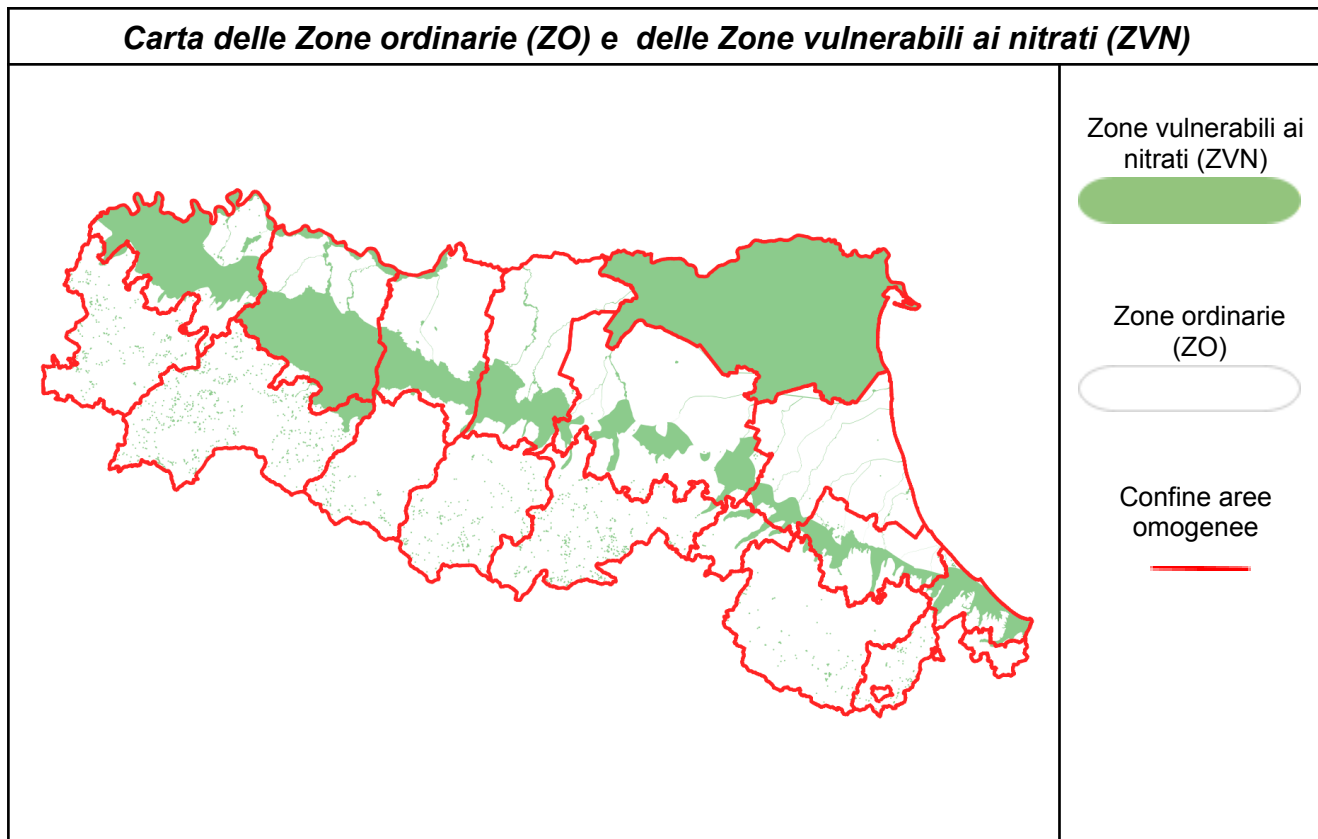 Carta delle Zone ordinarie (ZO) e  delle Zone vulnerabili ai nitrati (ZVN)
Zone vulnerabili ai
nitrati (ZVN)
Zone ordinarie
(ZO)
Confine aree
omogenee